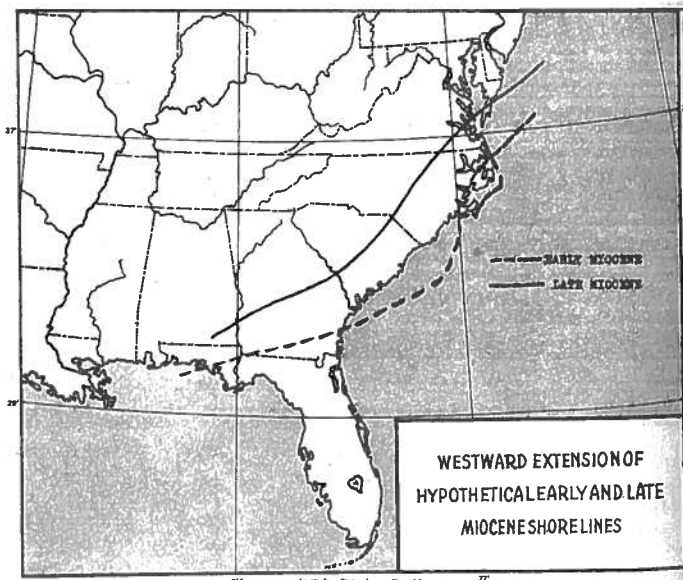 37°
EARLY MIOCENE
LATE MIOCENE
29°
WESTWARD EXTENSION OF
HYPOTHETICAL EARLY AND LATE
MIOCENE SHORE LINES